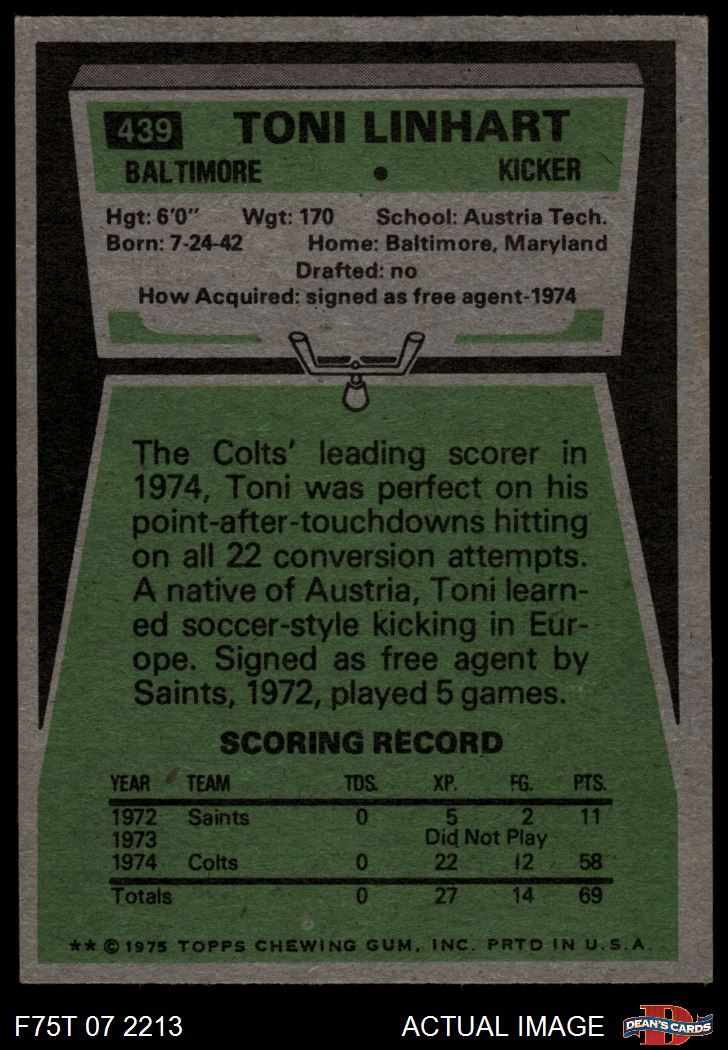 439 TONI LINHART
BALTIMORE • KICKER
Hgt: 6'0" Wgt: 170 School: Austria Tech.
Born: 7-24-42 Home: Baltimore, Maryland
Drafted: no
How Acquired: signed as free agent-1974
The Colts' leading scorer in
1974, Toni was perfect on his
point-after-touchdowns hitting
on all 22 conversion attempts.
A native of Austria, Toni learn-
ed soccer-style kicking in Eur-
ope. Signed as free agent by
Saints, 1972, played 5 games.
SCORING RECORD
YEAR TEAM TDS. XP. FG. PTS.
1972 Saints 0 5 2 11
1973 Did Not Play
1974 Colts 0 22 12 58
Totals 0 27 14 69
** © 1975 TOPPS CHEWING GUM, INC. PRTD IN U.S.A.
F75T 07 2213 ACTUAL IMAGE D DEAN'S CARDS